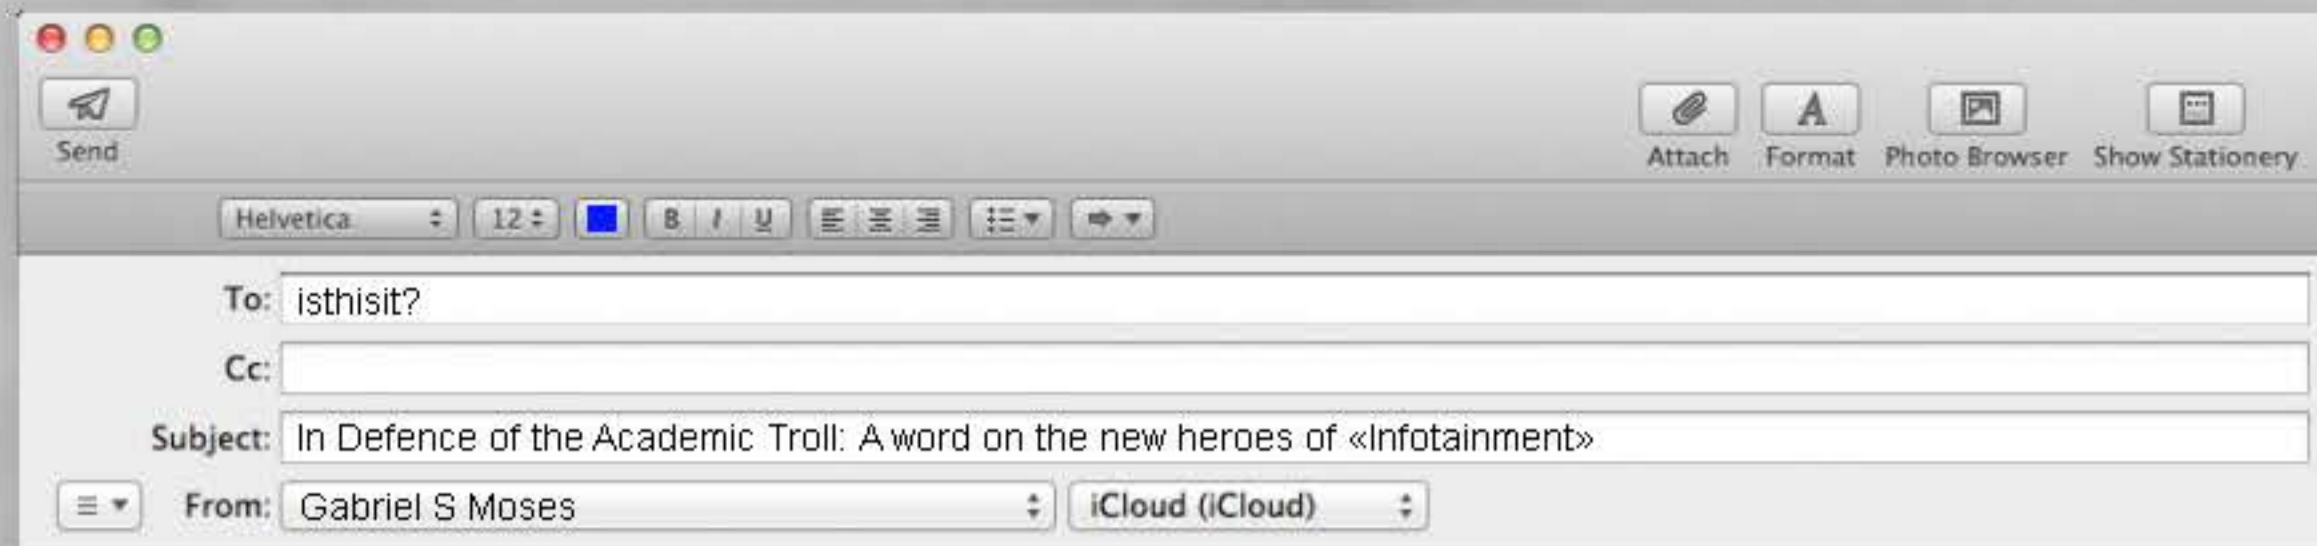 Send
Attach Format Photo Browser Show Stationery
Helvetica 12 B I U
To: isthisit?
Cc:
Subject: In Defence of the Academic Troll: A word on the new heroes of «Infotainment»
From: Gabriel S Moses iCloud (iCloud)